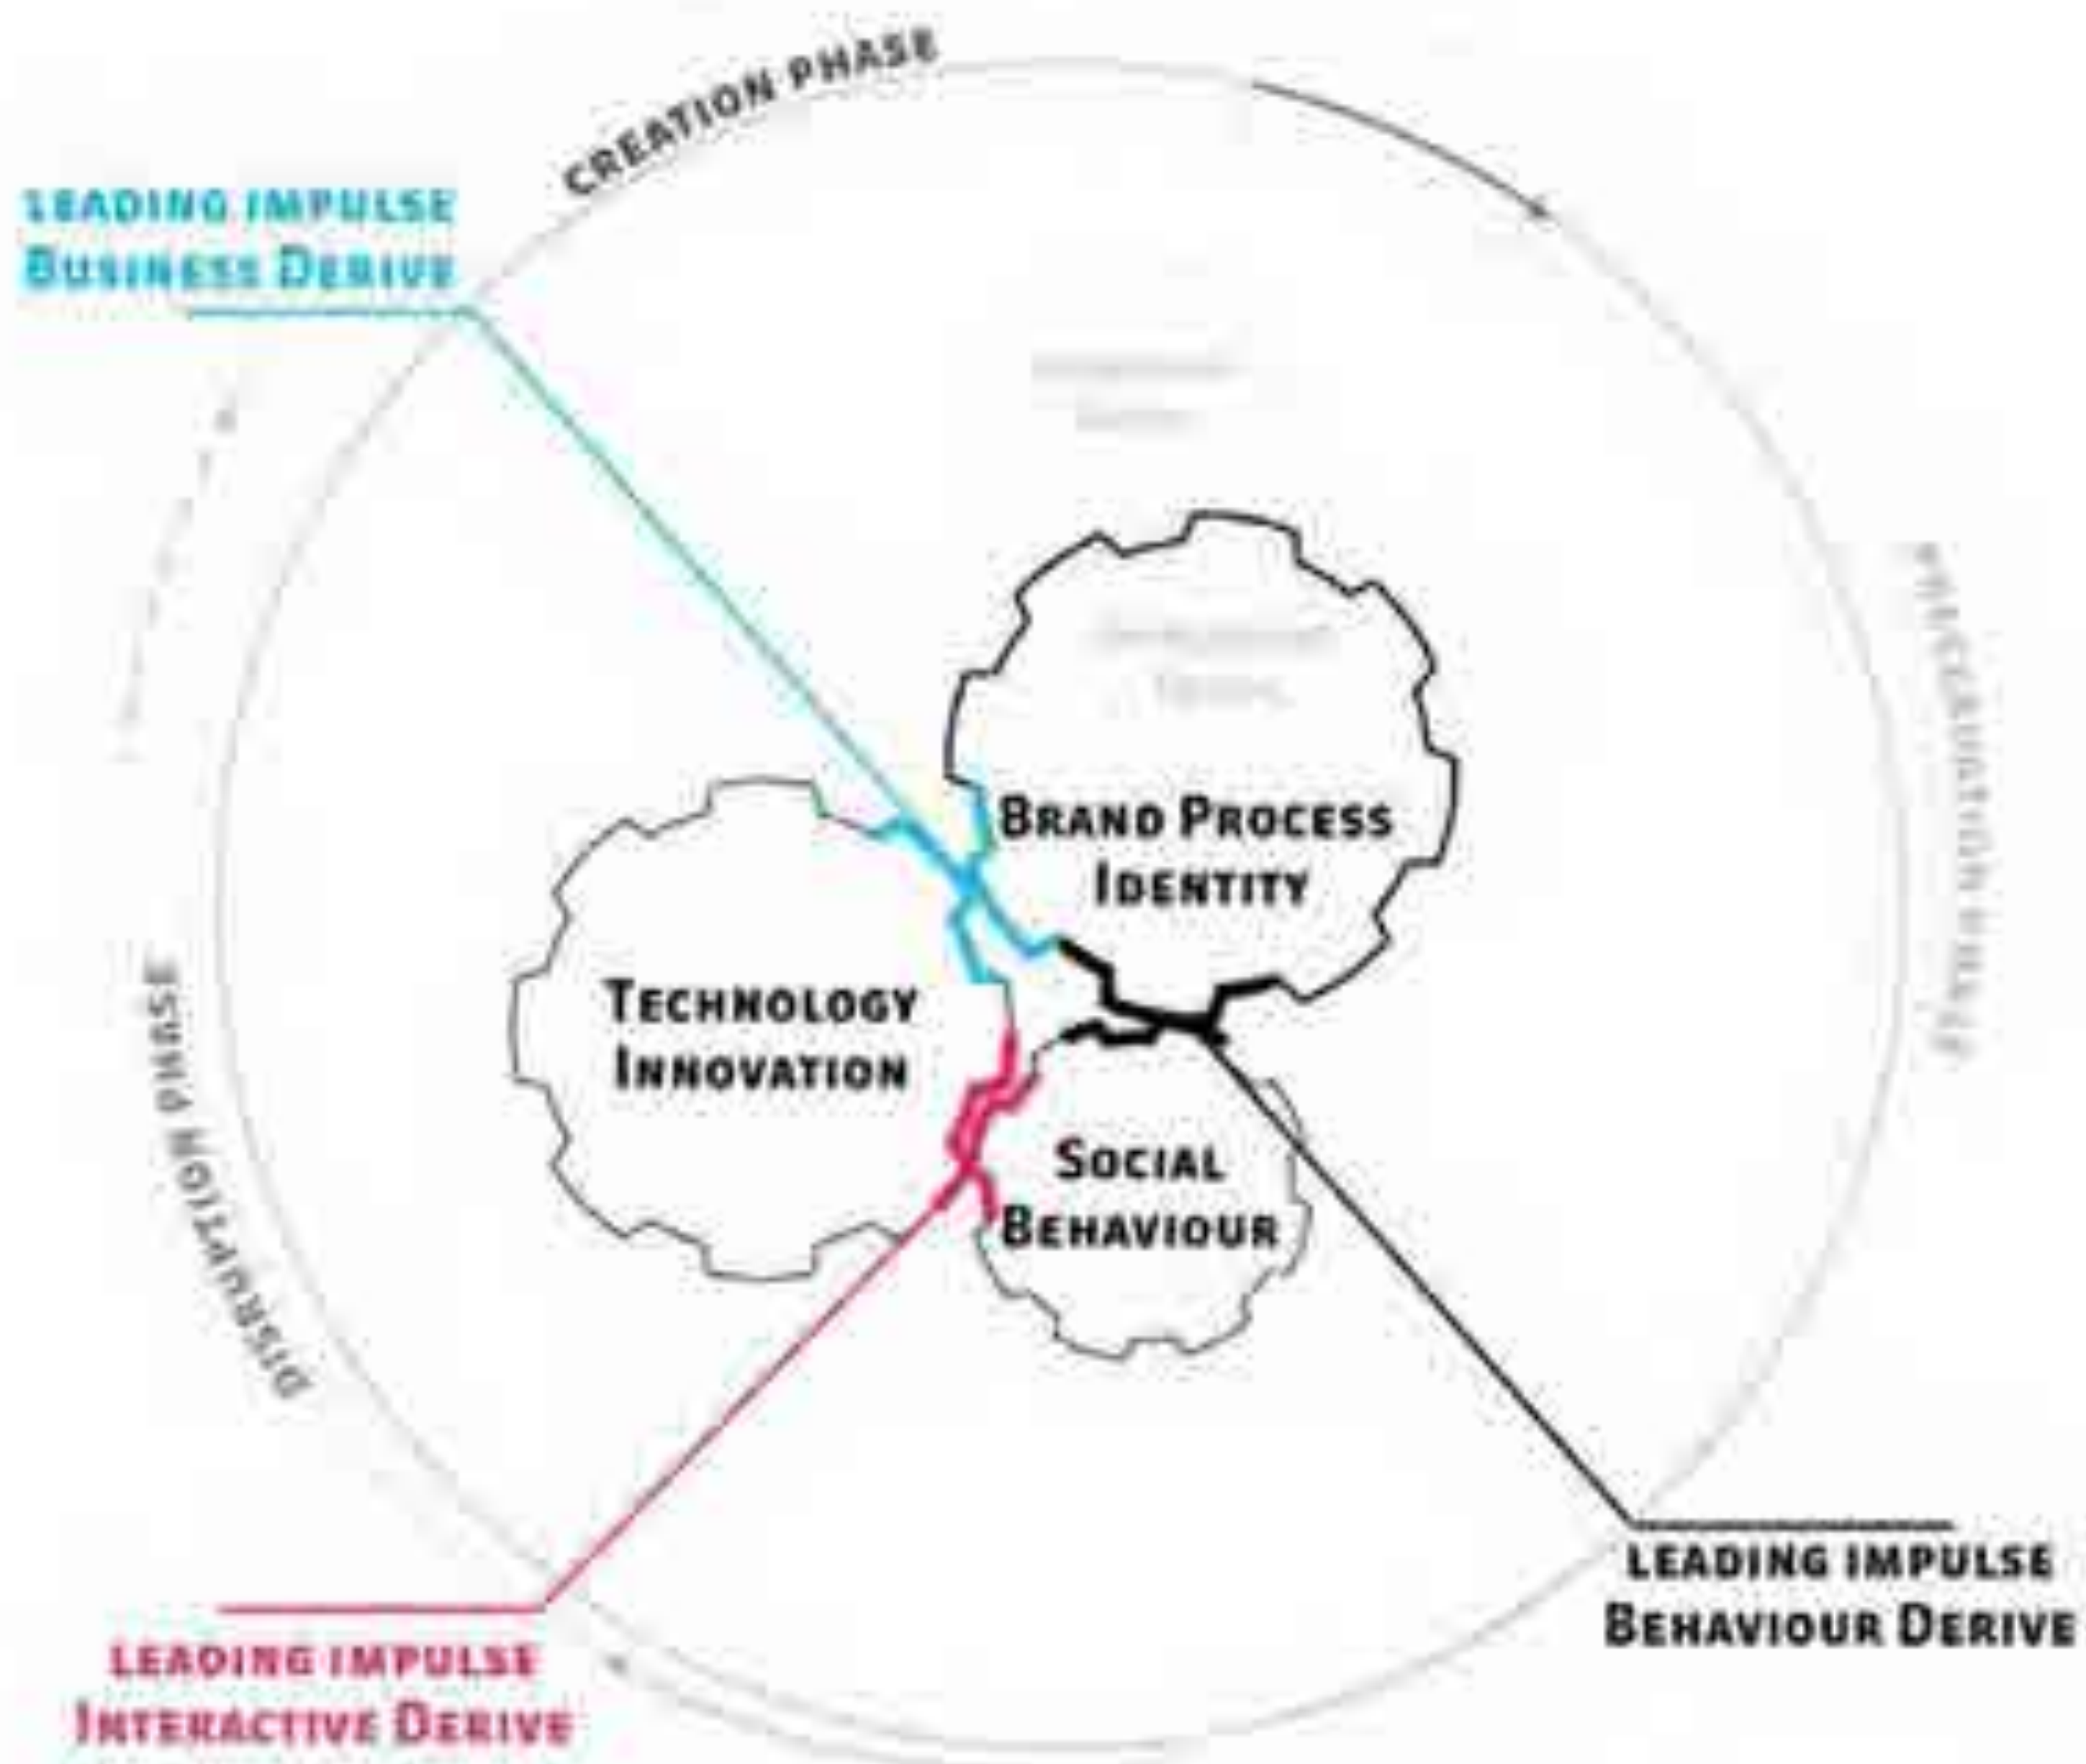 CREATION PHASE
LEADING IMPULSE
BUSINESS DERIVE
BRAND PROCESS
IDENTITY
TECHNOLOGY
INNOVATION
SOCIAL
BEHAVIOUR
DISRUPTION PHASE
LEADING IMPULSE
BEHAVIOUR DERIVE
LEADING IMPULSE
INTERACTIVE DERIVE